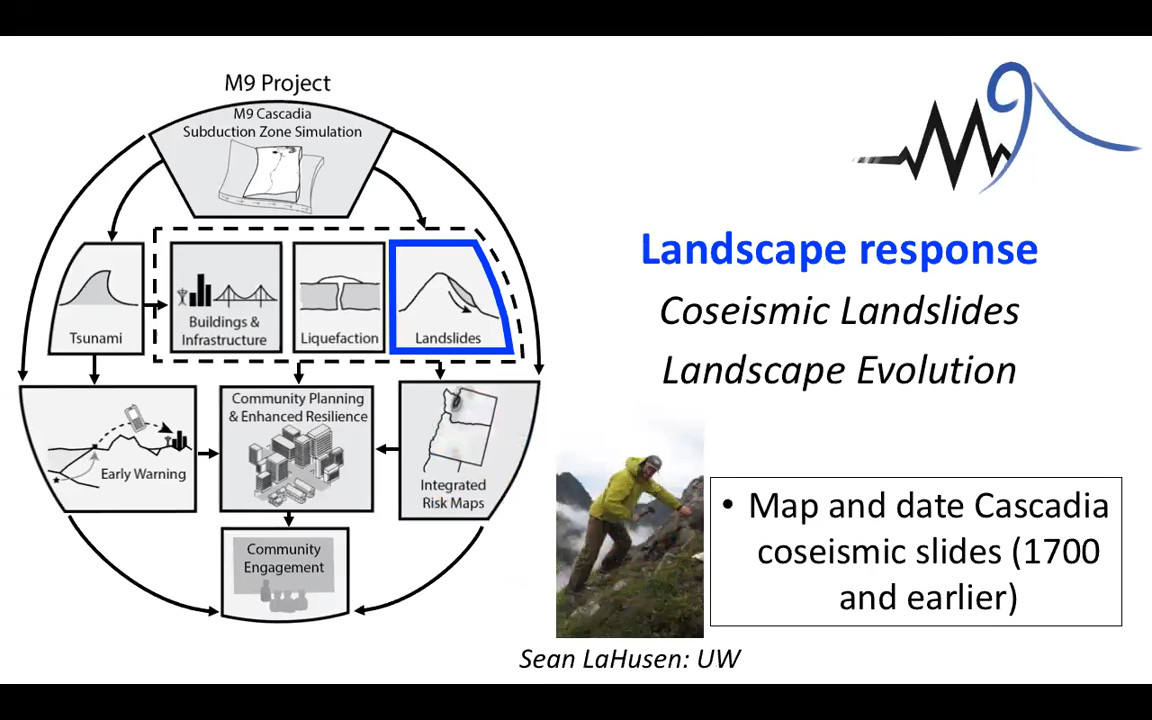 M9 Project
M9 Cascadia
Subduction Zone Simulation
M9
Landscape response
Coseismic Landslides
Landscape Evolution
Tsunami
Buildings &
Infrastructure
Liquefaction
Landslides
Early Warning
Community Planning
& Enhanced Resilience
Integrated
Risk Maps
Community
Engagement
• Map and date Cascadia
coseismic slides (1700
and earlier)
Sean LaHusen: UW